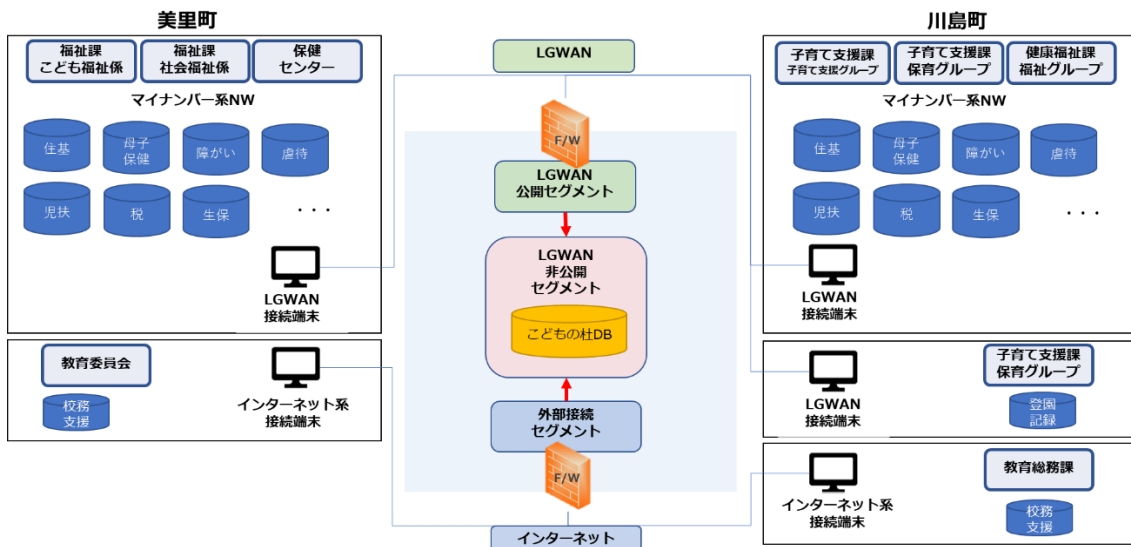 美里町
福祉課
こども福祉係
福祉課
社会福祉係
保健
センター
マイナンバー系NW
住基
母子
保健
障がい
虐待
児扶
税
生保
・・・
LGWAN
接続端末
教育委員会
校務
支援
インターネット系
接続端末
LGWAN
F/W
LGWAN
公開セグメント
LGWAN
非公開
セグメント
こどもの杜DB
外部接続
セグメント
F/W
インターネット
川島町
子育て支援課
子育て支援グループ
子育て支援課
保育グループ
健康福祉課
福祉グループ
マイナンバー系NW
住基
母子
保健
障がい
虐待
児扶
税
生保
・・・
LGWAN
接続端末
子育て支援課
保育グループ
LGWAN
接続端末
登園
記録
教育総務課
インターネット系
接続端末
校務
支援